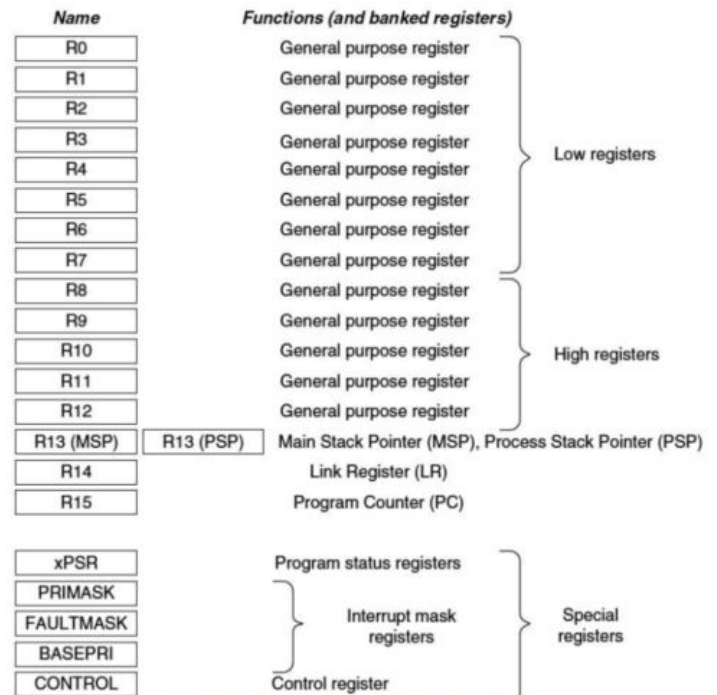 Name Functions (and banked registers)
R0 General purpose register
R1 General purpose register
R2 General purpose register
R3 General purpose register
R4 General purpose register
Low registers
R5 General purpose register
R6 General purpose register
R7 General purpose register
R8 General purpose register
R9 General purpose register
R10 General purpose register
High registers
R11 General purpose register
R12 General purpose register
R13 (MSP) R13 (PSP) Main Stack Pointer (MSP), Process Stack Pointer (PSP)
R14 Link Register (LR)
R15 Program Counter (PC)
xPSR Program status registers
PRIMASK
FAULTMASK
BASEPRI
Interrupt mask
registers
Special
registers
CONTROL Control register